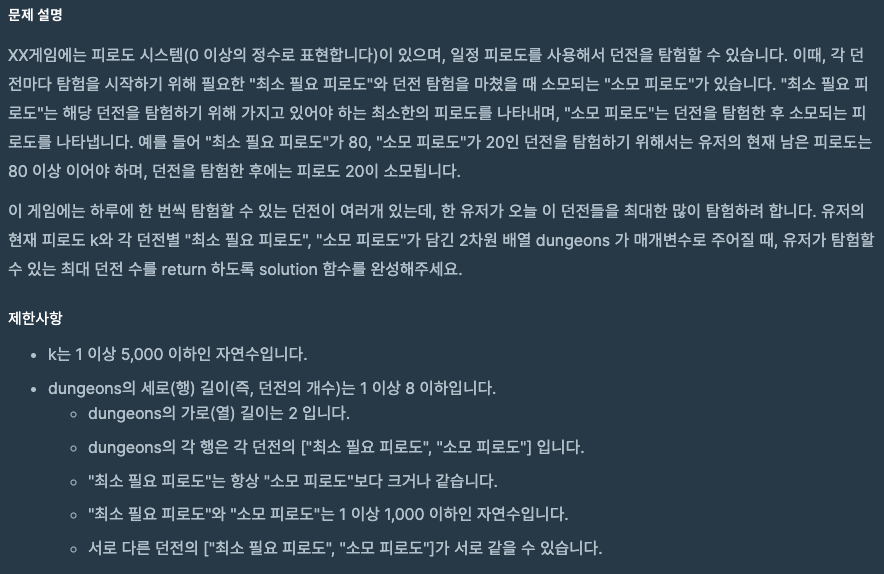 문제 설명
XX게임에는 피로도 시스템(0 이상의 정수로 표현합니다)이 있으며, 일정 피로도를 사용해서 던전을 탐험할 수 있습니다. 이때, 각 던
전마다 탐험을 시작하기 위해 필요한 "최소 필요 피로도"와 던전 탐험을 마쳤을 때 소모되는 "소모 피로도"가 있습니다. "최소 필요 피
로도"는 해당 던전을 탐험하기 위해 가지고 있어야 하는 최소한의 피로도를 나타내며, "소모 피로도"는 던전을 탐험한 후 소모되는 피
로도를 나타냅니다. 예를 들어 "최소 필요 피로도"가 80, "소모 피로도"가 20인 던전을 탐험하기 위해서는 유저의 현재 남은 피로도는
80 이상 이어야 하며, 던전을 탐험한 후에는 피로도 20이 소모됩니다.
이 게임에는 하루에 한 번씩 탐험할 수 있는 던전이 여러개 있는데, 한 유저가 오늘 이 던전들을 최대한 많이 탐험하려 합니다. 유저의
현재 피로도 k와 각 던전별 "최소 필요 피로도", "소모 피로도"가 담긴 2차원 배열 dungeons 가 매개변수로 주어질 때, 유저가 탐험할
수 있는 최대 던전 수를 return 하도록 solution 함수를 완성해주세요.
제한사항
• k는 1 이상 5,000 이하인 자연수입니다.
• dungeons의 세로(행) 길이(즉, 던전의 개수)는 1 이상 8 이하입니다.
◦ dungeons의 가로(열) 길이는 2 입니다.
◦ dungeons의 각 행은 각 던전의 ["최소 필요 피로도", "소모 피로도"] 입니다.
◦ "최소 필요 피로도"는 항상 "소모 피로도"보다 크거나 같습니다.
◦ "최소 필요 피로도"와 "소모 피로도"는 1 이상 1,000 이하인 자연수입니다.
◦ 서로 다른 던전의 ["최소 필요 피로도", "소모 피로도"]가 서로 같을 수 있습니다.